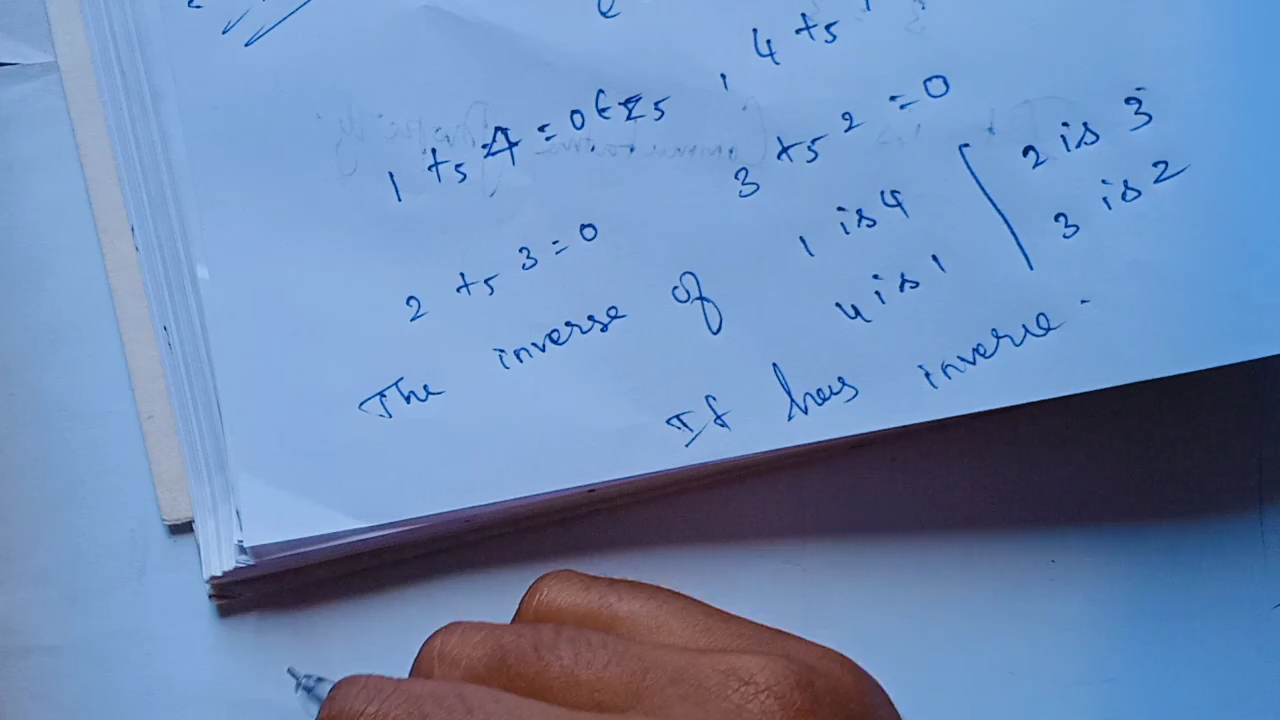 1 +₅ 4 = 0 ∈ Z₅ , 4 +₅ 1
2 +₅ 3 = 0 3 +₅ 2 = 0
The inverse of 1 is 4 2 is 3
4 is 1 3 is 2
It has inverse.